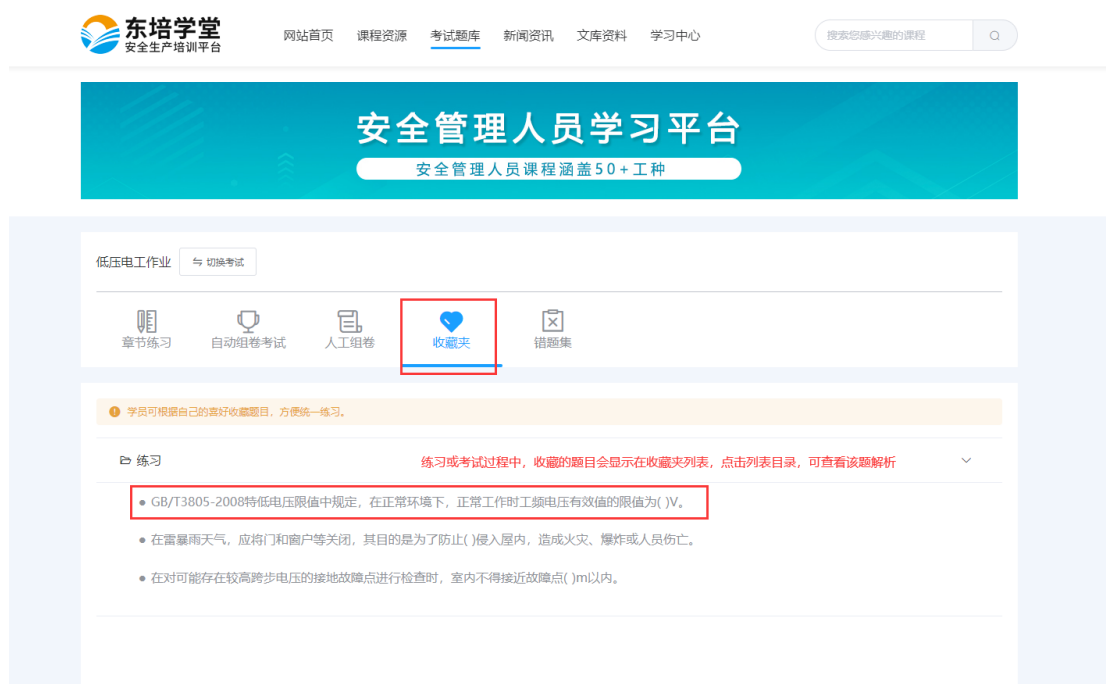 东培学堂
安全生产培训平台
网站首页 课程资源 考试题库 新闻资讯 文库资料 学习中心
搜索您感兴趣的课程
安全管理人员学习平台
安全管理人员课程涵盖50+工种
低压电工作业 切换考试
章节练习 自动组卷考试 人工组卷 收藏夹 错题集
学员可根据自己的喜好收藏题目，方便统一练习。
练习 练习或考试过程中，收藏的题目会显示在收藏夹列表，点击列表目录，可查看该题解析
GB/T3805-2008特低电压限值中规定，在正常环境下，正常工作时工频电压有效值的限值为( )V。
在雷暴雨天气，应将门和窗户等关闭，其目的是为了防止( )侵入屋内，造成火灾、爆炸或人员伤亡。
在对可能存在较高跨步电压的接地故障点进行检查时，室内不得接近故障点( )m以内。